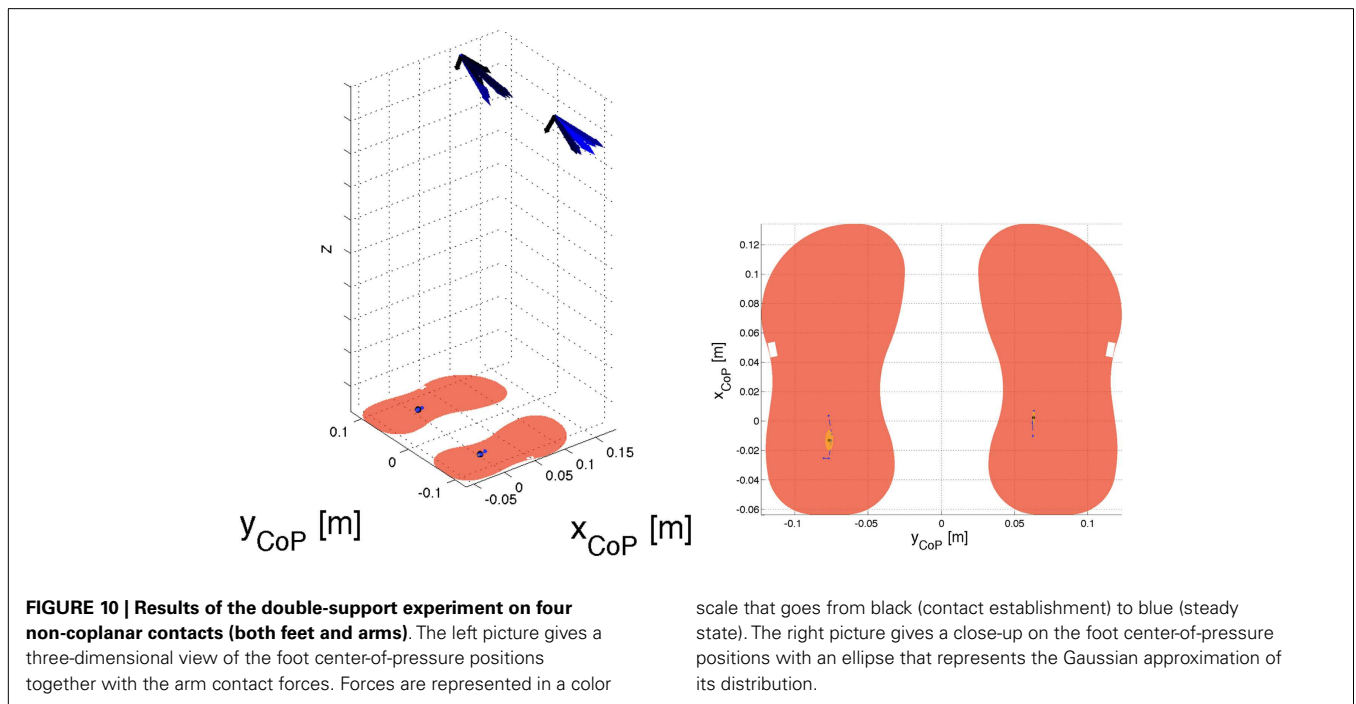 Z
0.1
0
-0.1
-0.05
0
0.05
0.1
0.15
y_CoP [m]
x_CoP [m]
0.12
0.1
0.08
0.06
0.04
0.02
0
-0.02
-0.04
-0.06
x_CoP [m]
-0.1
-0.05
0
0.05
0.1
y_CoP [m]
FIGURE 10 | Results of the double-support experiment on four
non-coplanar contacts (both feet and arms). The left picture gives a
three-dimensional view of the foot center-of-pressure positions
together with the arm contact forces. Forces are represented in a color
scale that goes from black (contact establishment) to blue (steady
state). The right picture gives a close-up on the foot center-of-pressure
positions with an ellipse that represents the Gaussian approximation of
its distribution.